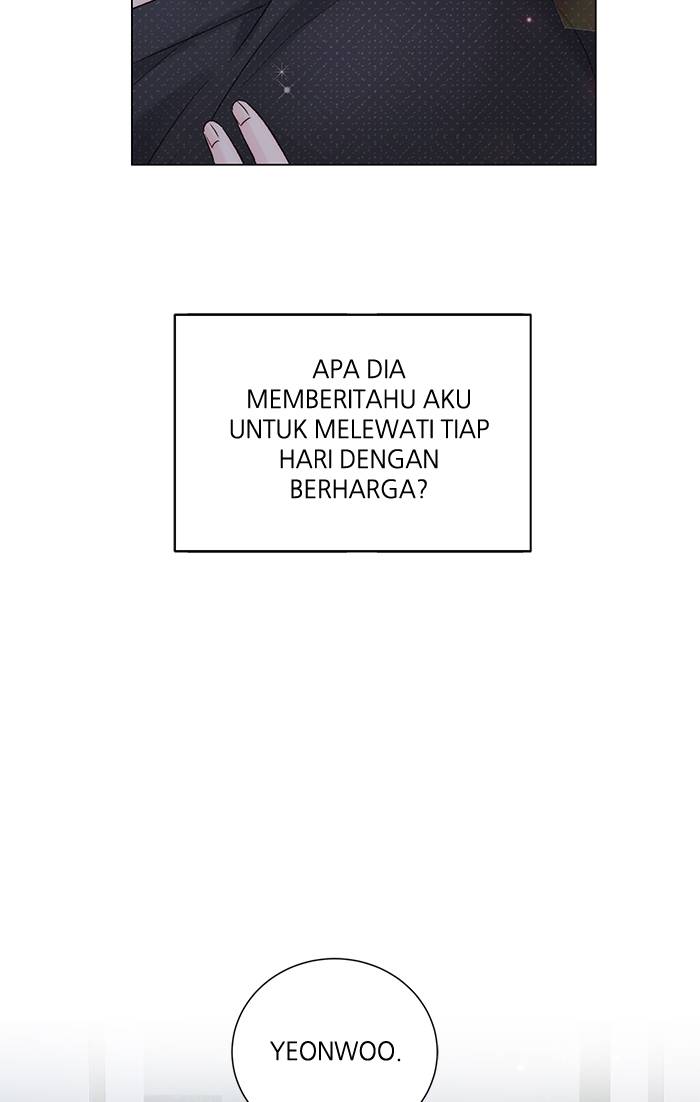 APA DIA
MEMBERITAHU AKU
UNTUK MELEWATI TIAP
HARI DENGAN
BERHARGA?
YEONWOO.